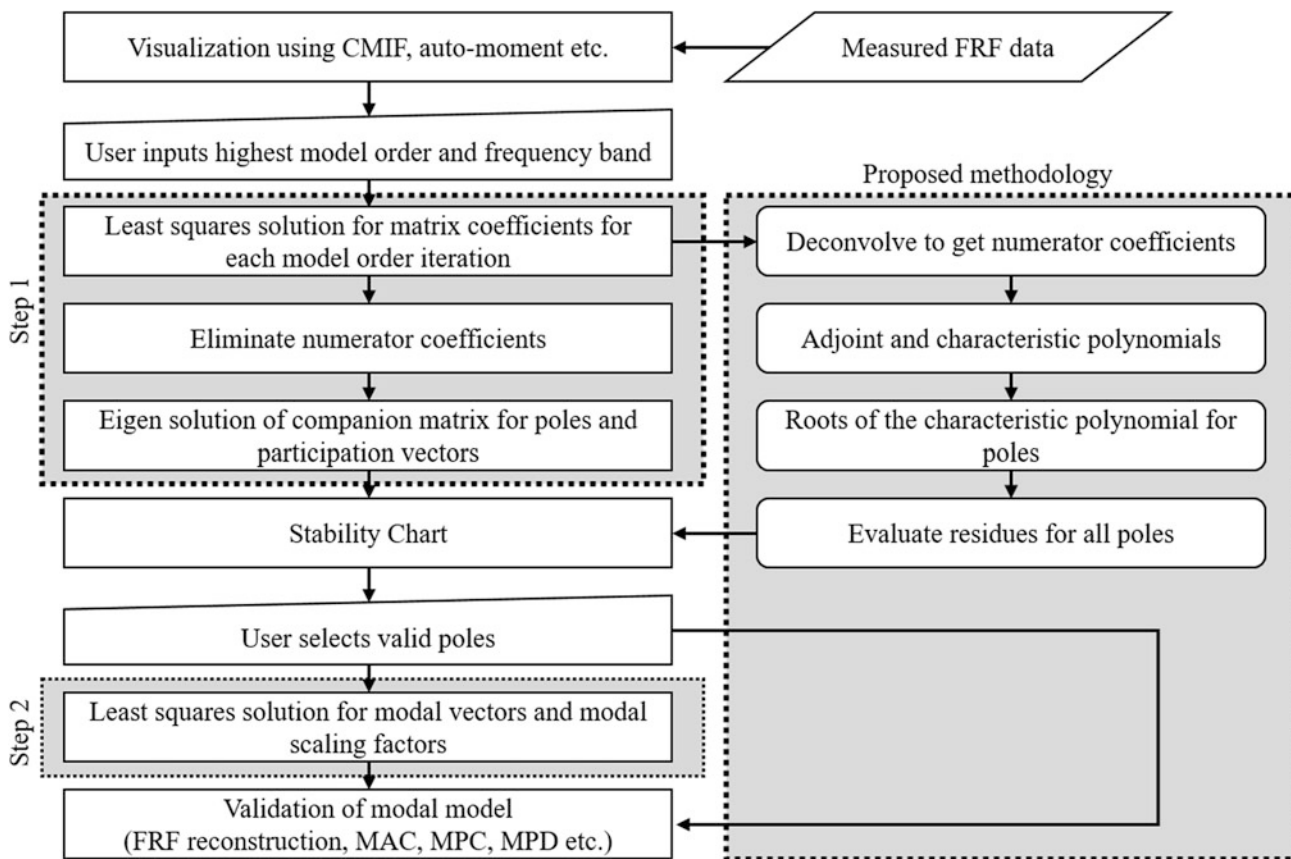 Visualization using CMIF, auto-moment etc.
Measured FRF data
User inputs highest model order and frequency band
Proposed methodology
Step 1
Least squares solution for matrix coefficients for
each model order iteration
Deconvolve to get numerator coefficients
Eliminate numerator coefficients
Adjoint and characteristic polynomials
Eigen solution of companion matrix for poles and
participation vectors
Roots of the characteristic polynomial for
poles
Stability Chart
Evaluate residues for all poles
User selects valid poles
Step 2
Least squares solution for modal vectors and modal
scaling factors
Validation of modal model
(FRF reconstruction, MAC, MPC, MPD etc.)